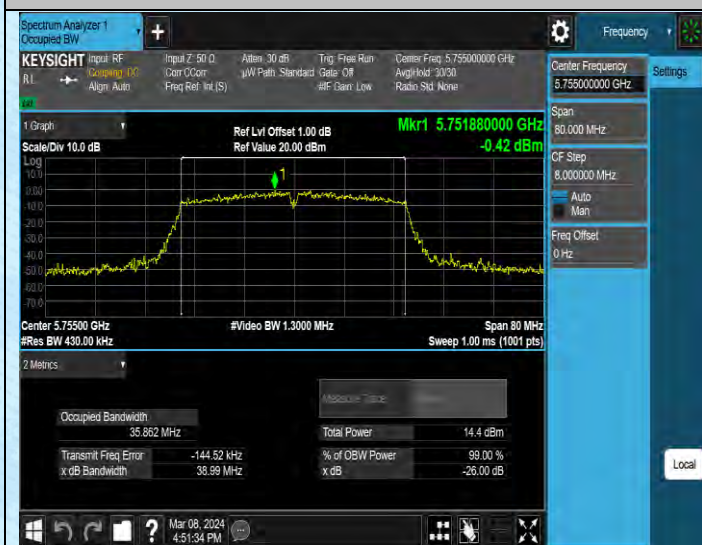 Spectrum Analyzer 1
Occupied BW
+
Frequency
KEYSIGHT
RL
Input: RF
Coupling: DC
Align: Auto
Input Z: 50 Ω
Corr CCorr
Freq Ref: Int (S)
Atten: 30 dB
µW Path: Standard
Trig: Free Run
Gate: Off
#IF Gain: Low
Center Freq: 5.755000000 GHz
Avg|Hold: 30/30
Radio Std: None
Center Frequency
5.755000000 GHz
Settings
Span
80.000 MHz
CF Step
8.000000 MHz
Auto
Man
Freq Offset
0 Hz
1 Graph
Scale/Div 10.0 dB
Ref Lvl Offset 1.00 dB
Ref Value 20.00 dBm
Mkr1 5.751880000 GHz
-0.42 dBm
Log
10.0
0.00
-10.0
-20.0
-30.0
-40.0
-50.0
-60.0
-70.0
1
Center 5.75500 GHz
#Video BW 1.3000 MHz
Span 80 MHz
#Res BW 430.00 kHz
Sweep 1.00 ms (1001 pts)
2 Metrics
Measure Trace
Occupied Bandwidth
35.862 MHz
Total Power 14.4 dBm
Transmit Freq Error -144.52 kHz
% of OBW Power 99.00 %
x dB Bandwidth 38.99 MHz
x dB -26.00 dB
Local
?
Mar 08, 2024
4:51:34 PM